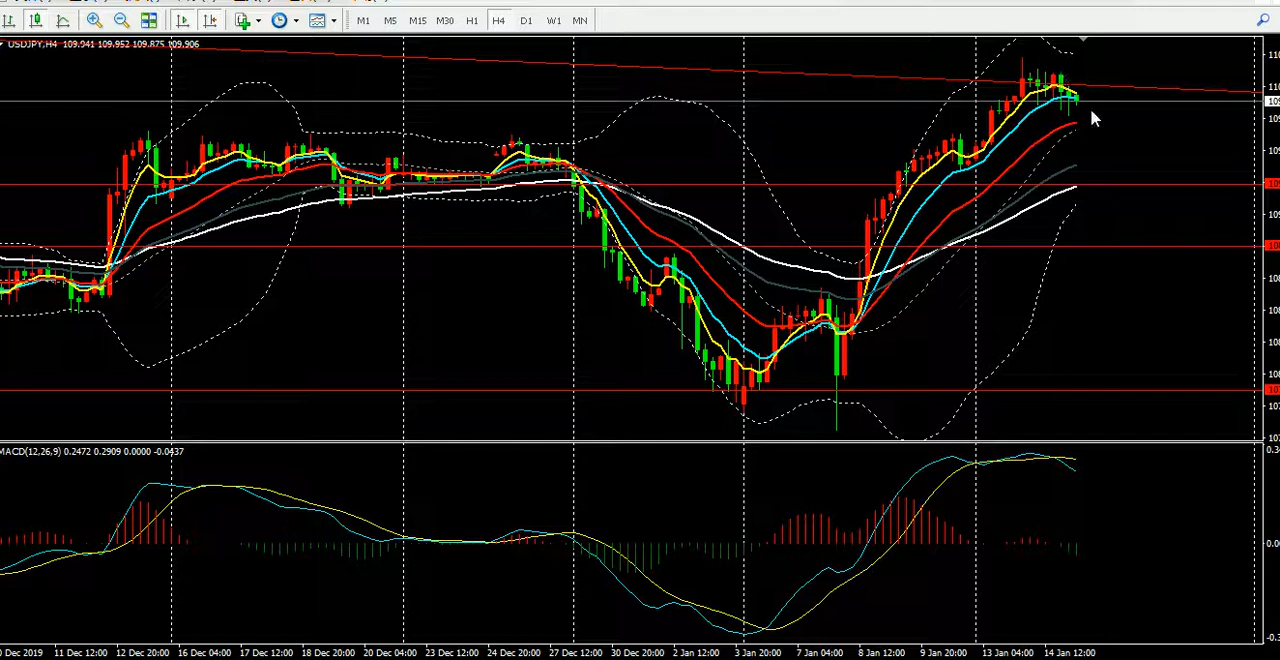 M1 M5 M15 M30 H1 H4 D1 W1 MN
USDJPY,H4 109.941 109.952 109.875 109.906
MACD(12,26,9) 0.2472 0.2909 0.0000 -0.0437
Dec 2019 11 Dec 12:00 12 Dec 20:00 16 Dec 04:00 17 Dec 12:00 18 Dec 20:00 20 Dec 04:00 23 Dec 12:00 24 Dec 20:00 27 Dec 12:00 30 Dec 20:00 2 Jan 12:00 3 Jan 20:00 7 Jan 04:00 8 Jan 12:00 9 Jan 20:00 13 Jan 04:00 14 Jan 12:00